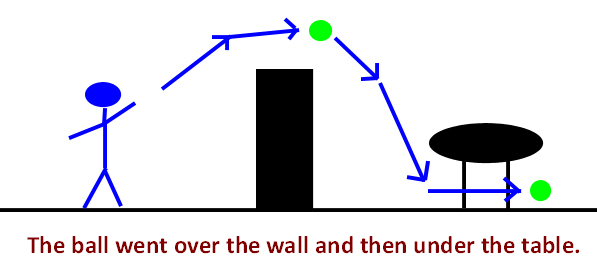 The ball went over the wall and then under the table.